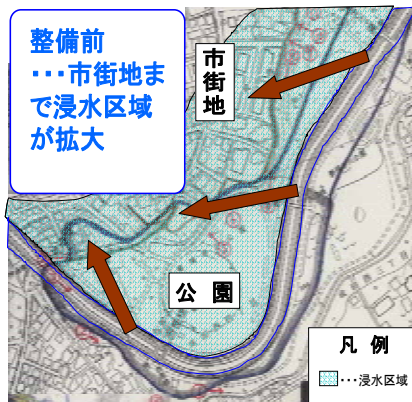 整備前
・・・市街地ま
で浸水区域
が拡大
市街地
公園
凡例
・・・浸水区域